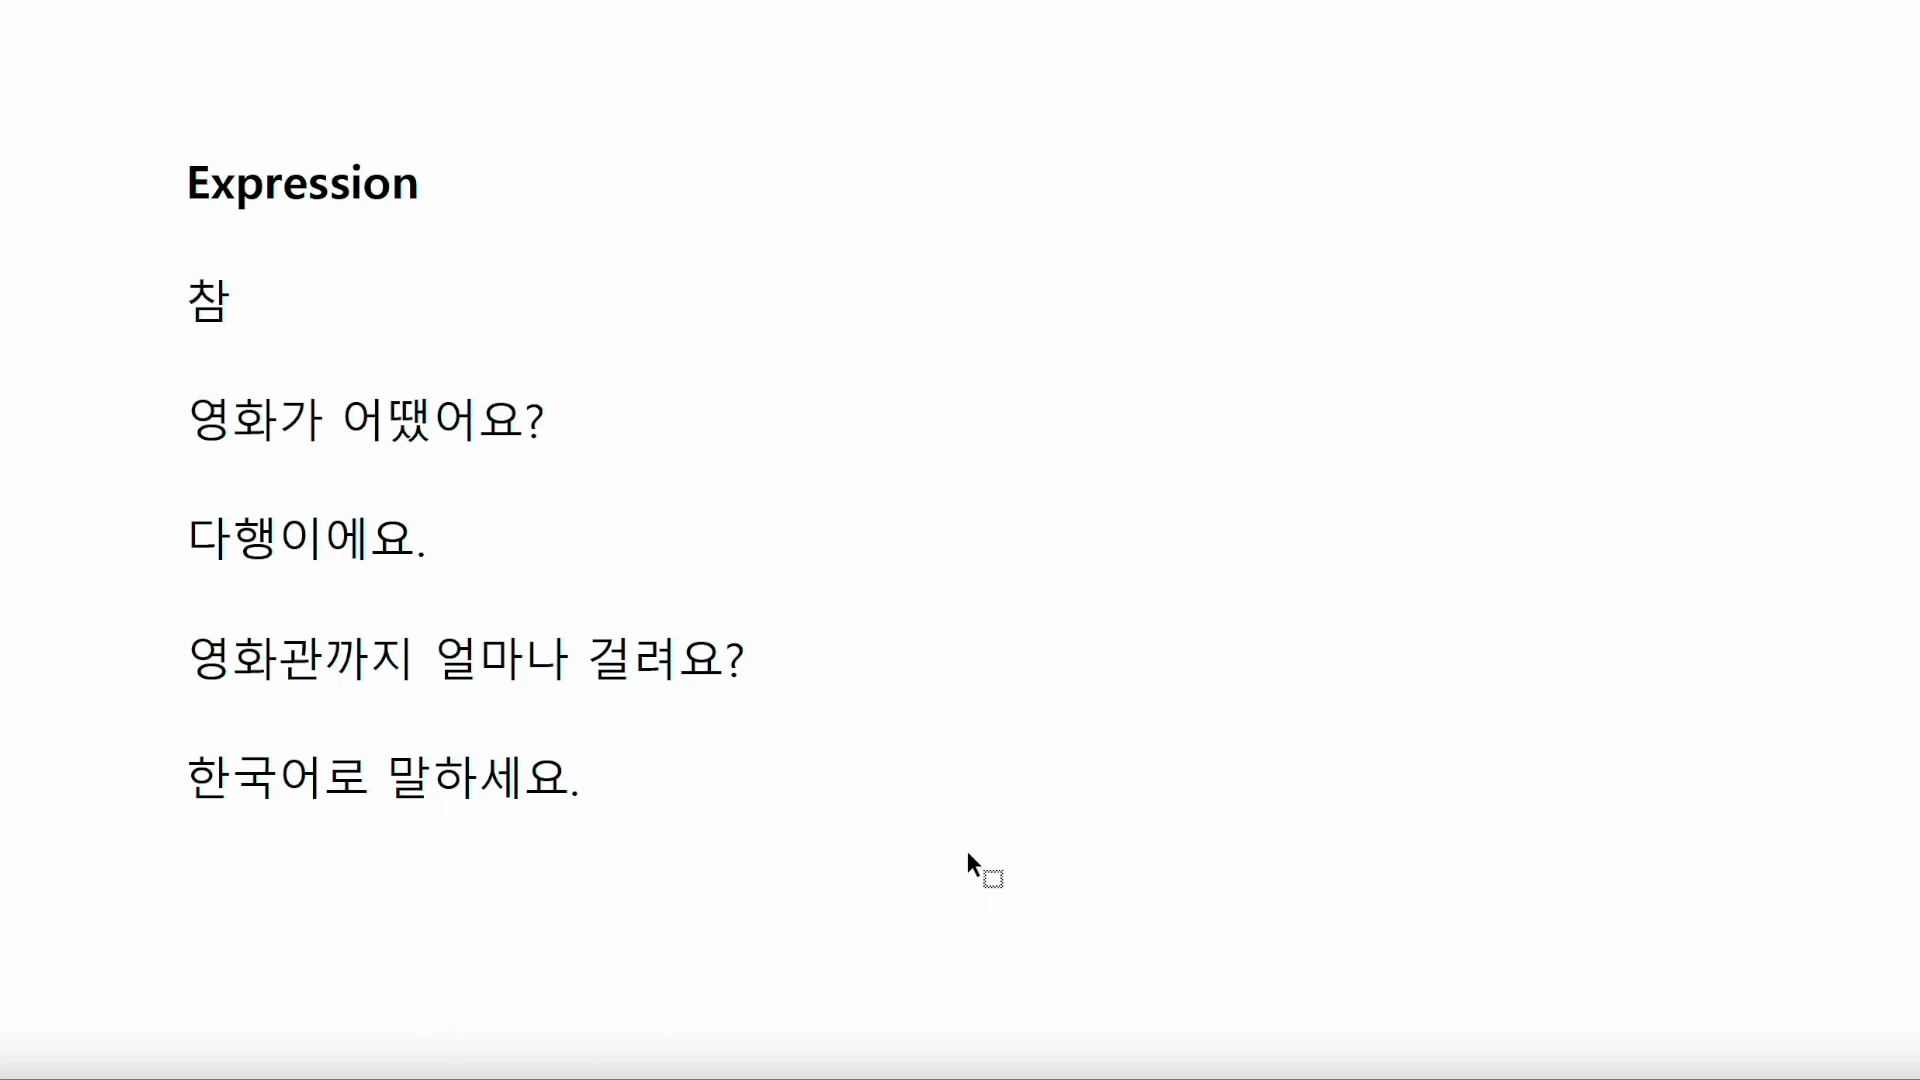 Expression
참
영화가 어땠어요?
다행이에요.
영화관까지 얼마나 걸려요?
한국어로 말하세요.